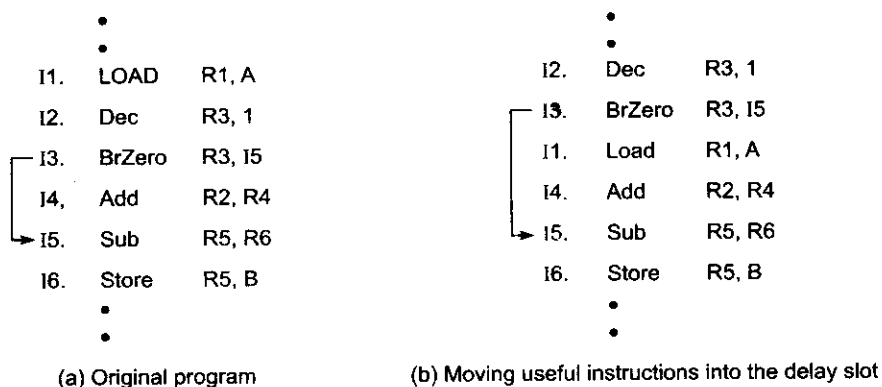 I1. LOAD R1, A
I2. Dec R3, 1
I3. BrZero R3, I5
I4, Add R2, R4
I5. Sub R5, R6
I6. Store R5, B
(a) Original program
I2. Dec R3, 1
I3. BrZero R3, I5
I1. Load R1, A
I4. Add R2, R4
I5. Sub R5, R6
I6. Store R5, B
(b) Moving useful instructions into the delay slot